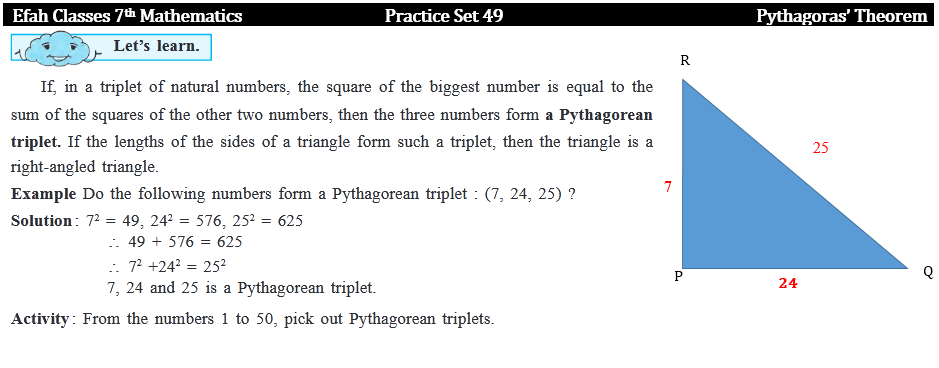 Efah Classes 7th Mathematics Practice Set 49 Pythagoras' Theorem
Let's learn.
If, in a triplet of natural numbers, the square of the biggest number is equal to the
sum of the squares of the other two numbers, then the three numbers form a Pythagorean
triplet. If the lengths of the sides of a triangle form such a triplet, then the triangle is a
right-angled triangle.
Example Do the following numbers form a Pythagorean triplet : (7, 24, 25) ?
Solution : 7² = 49, 24² = 576, 25² = 625
∴ 49 + 576 = 625
∴ 7² +24² = 25²
7, 24 and 25 is a Pythagorean triplet.
Activity : From the numbers 1 to 50, pick out Pythagorean triplets.
R
25
7
P
Q
24